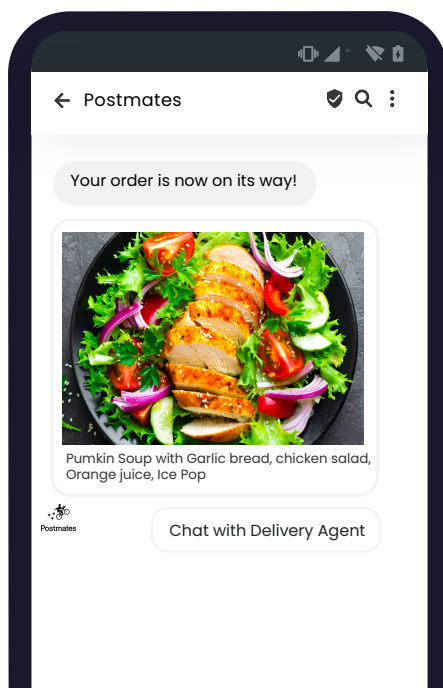 Postmates
Your order is now on its way!
Pumkin Soup with Garlic bread, chicken salad,
Orange juice, Ice Pop
Postmates
Chat with Delivery Agent